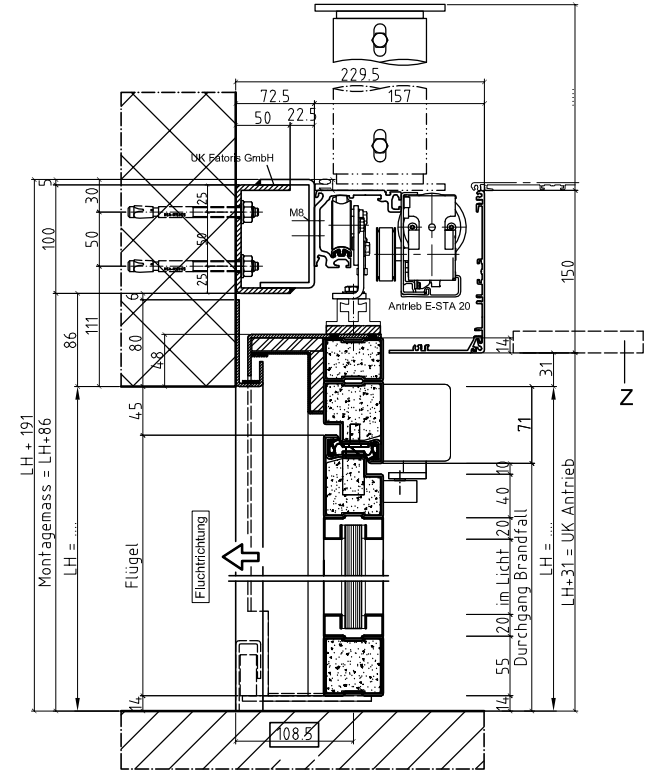 229.5
72.5
157
50
22.5
UK Fatoris GmbH
5
30
25
M8
100
50
50
150
25
6
Antrieb E-STA 20
86
111
80
48
14
31
Z
LH + 191
Montagemass = LH+86
LH = ....
45
71
10
40
20
Flügel
Fluchtrichtung
im Licht
Durchgang Brandfall
LH = ....
LH+31 = UK Antrieb
20
55
14
14
108.5